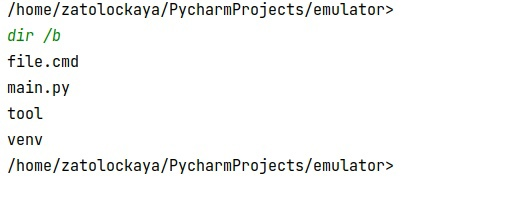 /home/zatolockaya/PycharmProjects/emulator>
dir /b
file.cmd
main.py
tool
venv
/home/zatolockaya/PycharmProjects/emulator>